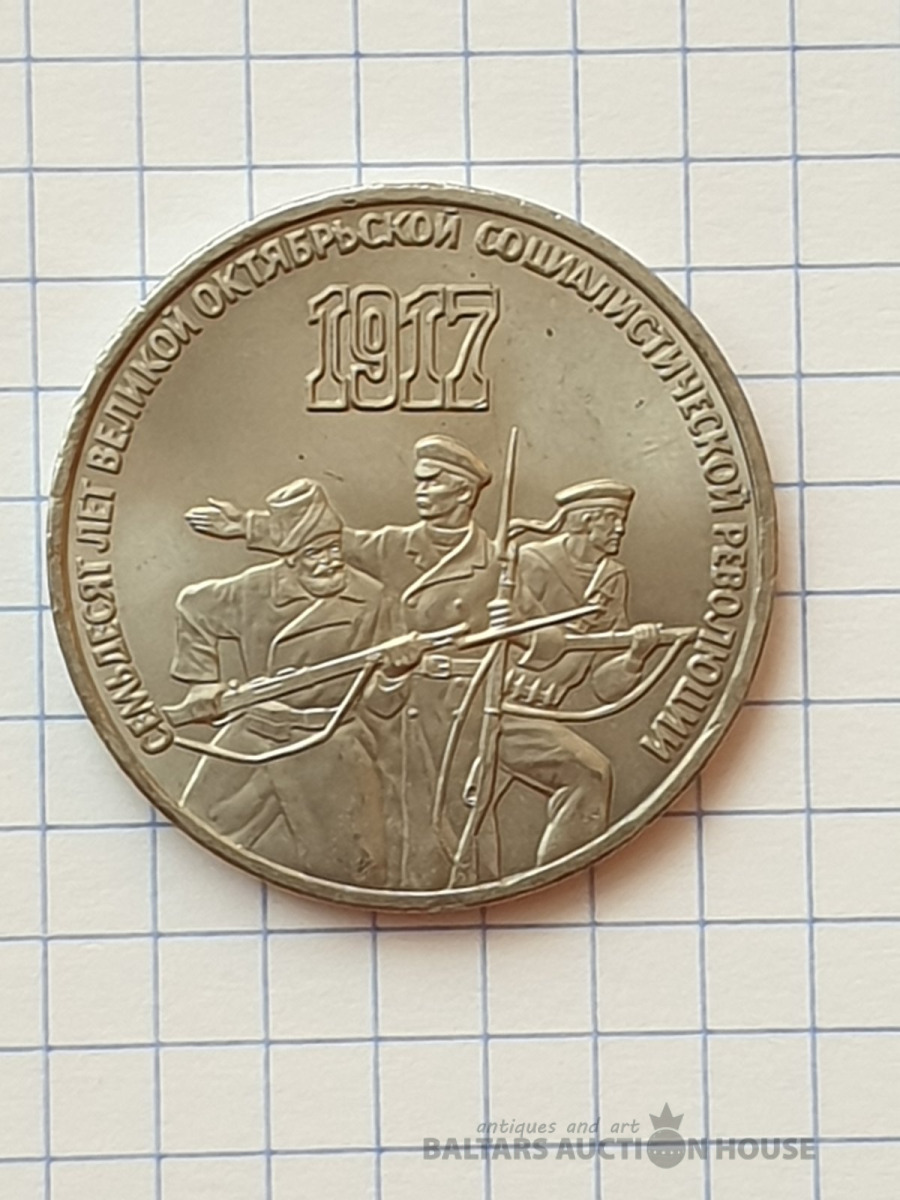 СЕМЬДЕСЯТ ЛЕТ ВЕЛИКОЙ ОКТЯБРЬСКОЙ СОЦИАЛИСТИЧЕСКОЙ РЕВОЛЮЦИИ
1917
antiques and art
BALTARS AUCTION HOUSE